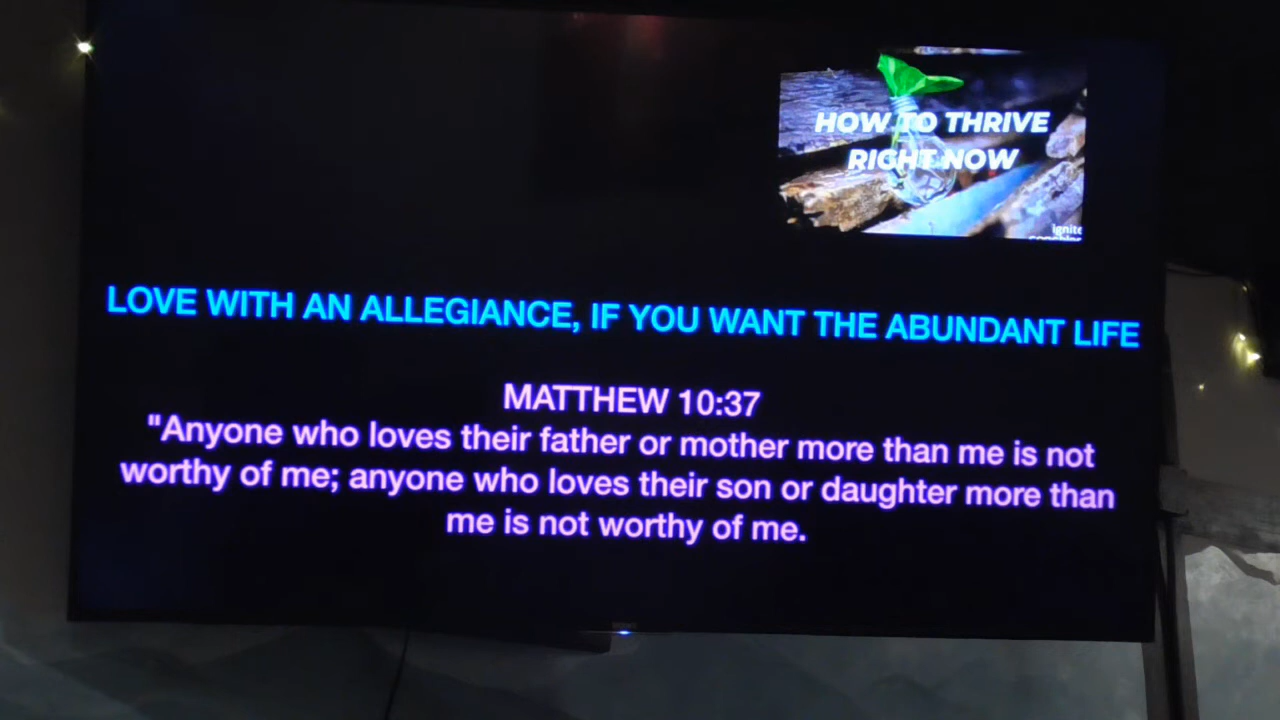 HOW TO THRIVE
RIGHT NOW
ignite
LOVE WITH AN ALLEGIANCE, IF YOU WANT THE ABUNDANT LIFE
MATTHEW 10:37
"Anyone who loves their father or mother more than me is not
worthy of me; anyone who loves their son or daughter more than
me is not worthy of me.